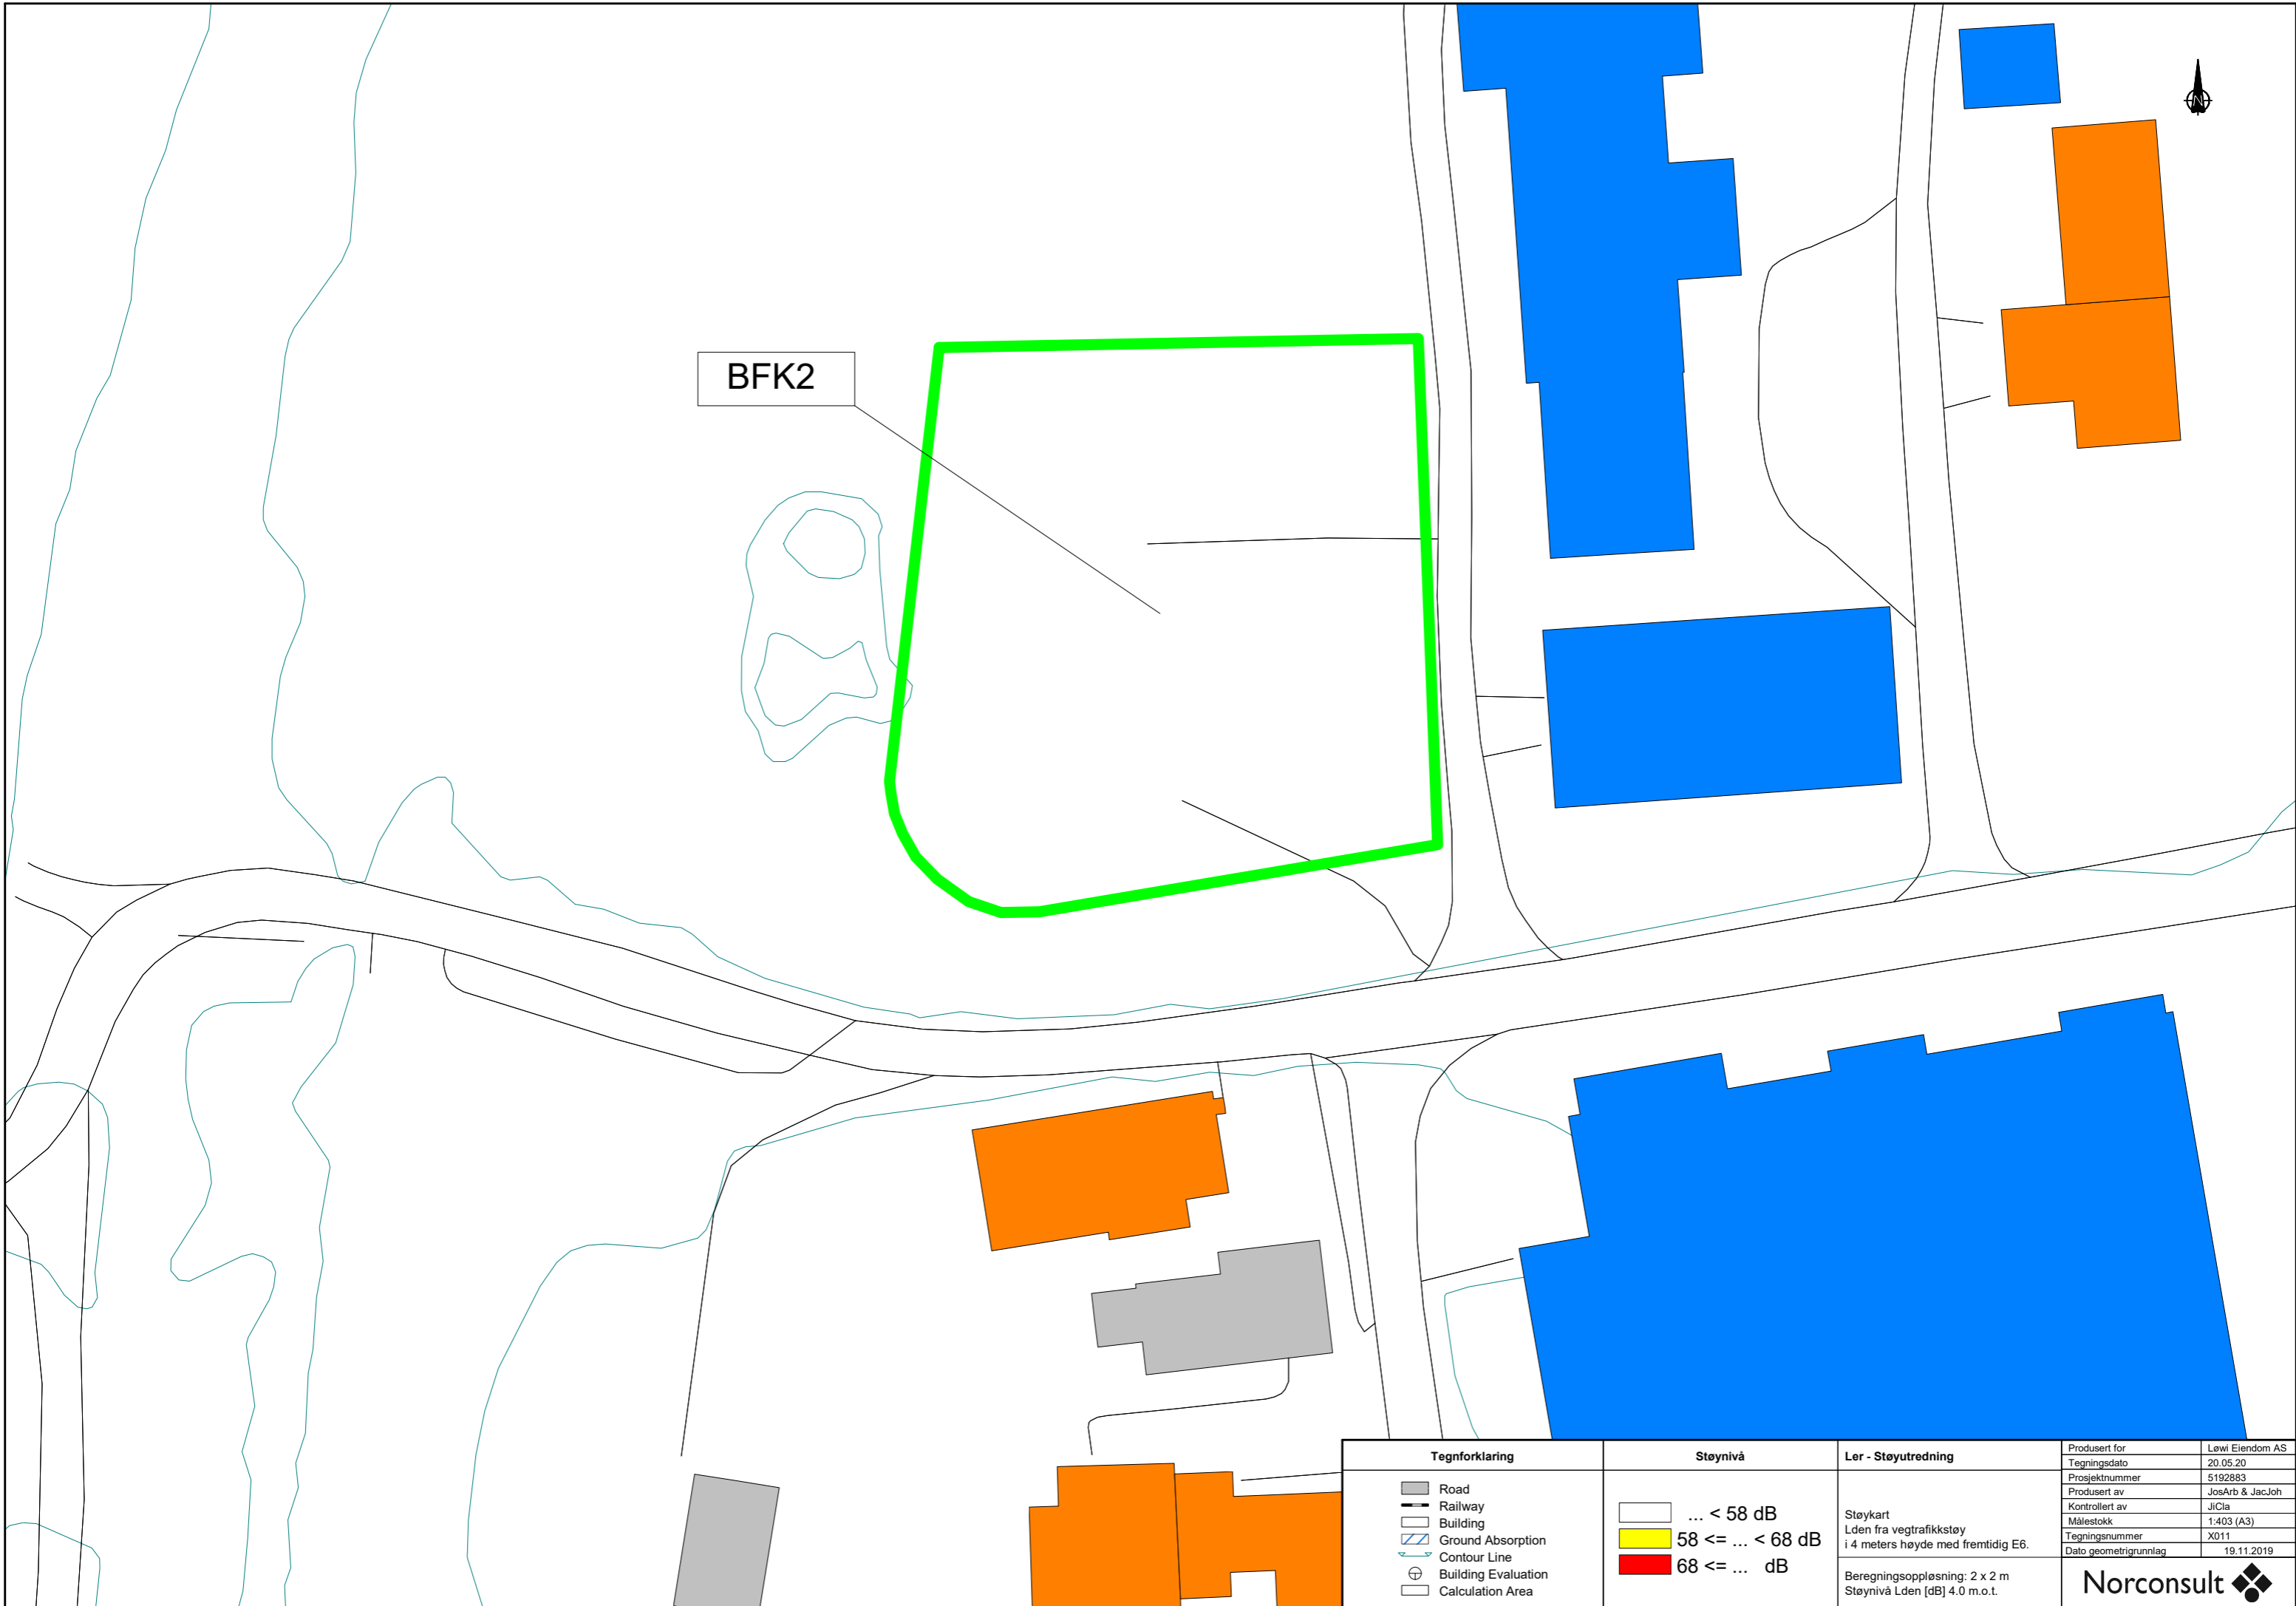 BFK2
N
Tegnforklaring
Road
Railway
Building
Ground Absorption
Contour Line
Building Evaluation
Calculation Area
Støynivå
... < 58 dB
58 <= ... < 68 dB
68 <= ... dB
Ler - Støyutredning
Støykart
Lden fra vegtrafikkstøy
i 4 meters høyde med fremtidig E6.
Beregningsoppløsning: 2 x 2 m
Støynivå Lden [dB] 4.0 m.o.t.
Produsert for Løwi Eiendom AS
Tegningsdato 20.05.20
Prosjektnummer 5192883
Produsert av JosArb & JacJoh
Kontrollert av JiCla
Målestokk 1:403 (A3)
Tegningsnummer X011
Dato geometrigrunnlag 19.11.2019
Norconsult